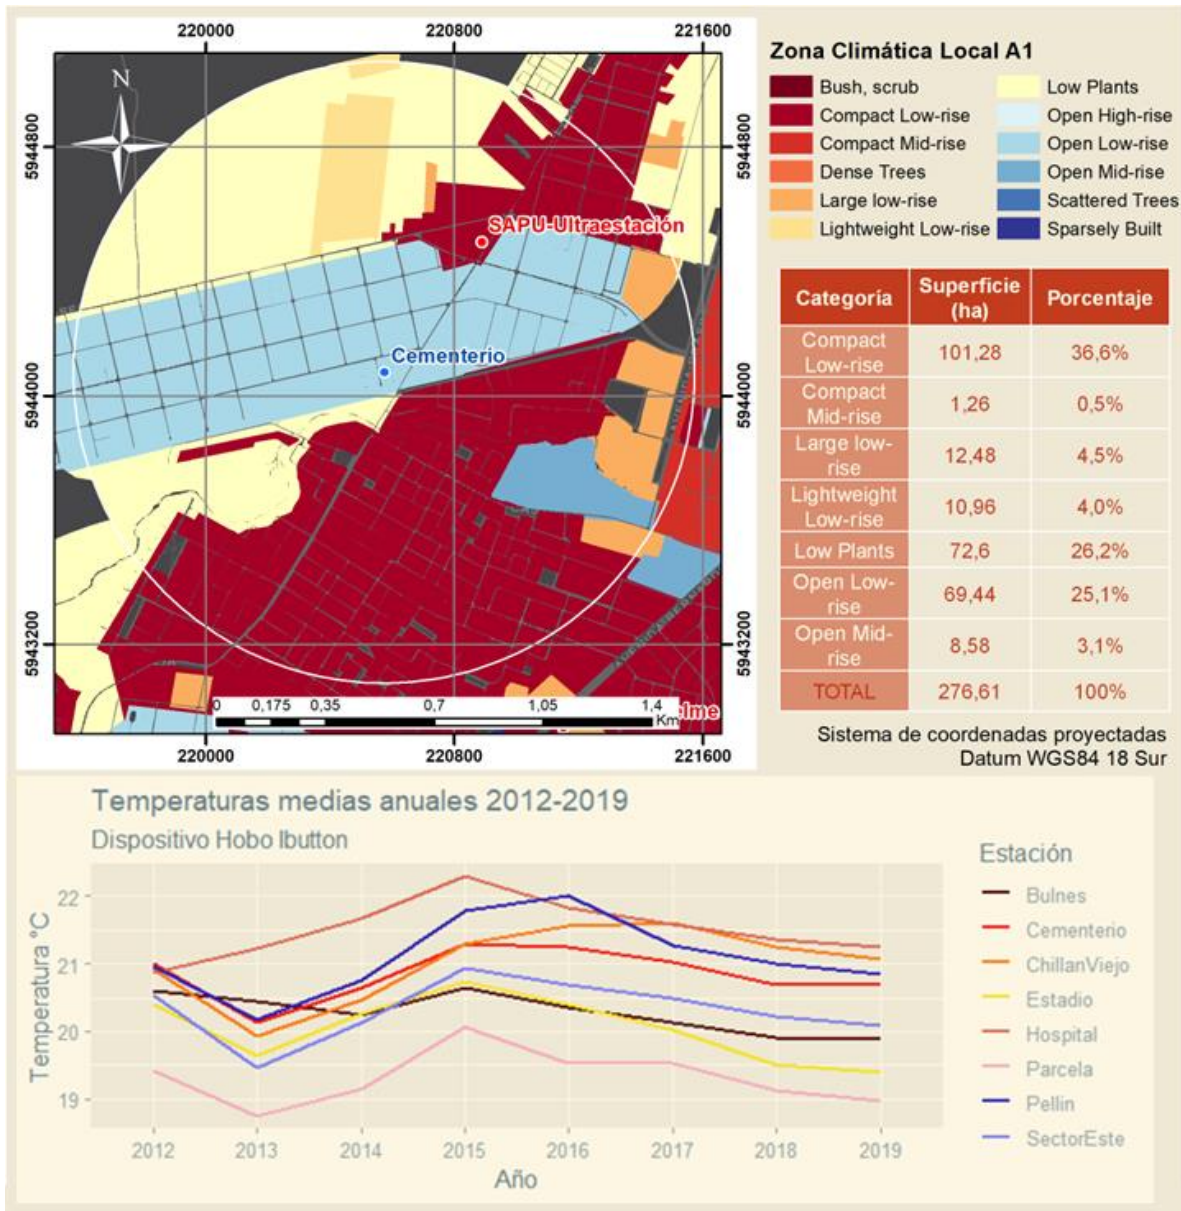 220000 220800 221600
N
5944800 5944800
SAPU-Ultraestación
Cementerio
5944000 5944000
5943200 5943200
0 0,175 0,35 0,7 1,05 1,4
Km
elme
220000 220800 221600
Zona Climática Local A1
Bush, scrub Low Plants
Compact Low-rise Open High-rise
Compact Mid-rise Open Low-rise
Dense Trees Open Mid-rise
Large low-rise Scattered Trees
Lightweight Low-rise Sparsely Built
Categoría Superficie (ha) Porcentaje
Compact Low-rise 101,28 36,6%
Compact Mid-rise 1,26 0,5%
Large low-rise 12,48 4,5%
Lightweight Low-rise 10,96 4,0%
Low Plants 72,6 26,2%
Open Low-rise 69,44 25,1%
Open Mid-rise 8,58 3,1%
TOTAL 276,61 100%
Sistema de coordenadas proyectadas
Datum WGS84 18 Sur
Temperaturas medias anuales 2012-2019
Dispositivo Hobo Ibutton
Temperatura °C
22
21
20
19
2012 2013 2014 2015 2016 2017 2018 2019
Año
Estación
Bulnes
Cementerio
ChillanViejo
Estadio
Hospital
Parcela
Pellin
SectorEste